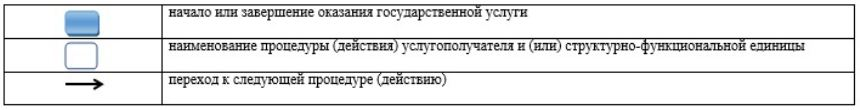 начало или завершение оказания государственной услуги
наименование процедуры (действия) услугополучателя и (или) структурно-функциональной единицы
переход к следующей процедуре (действию)